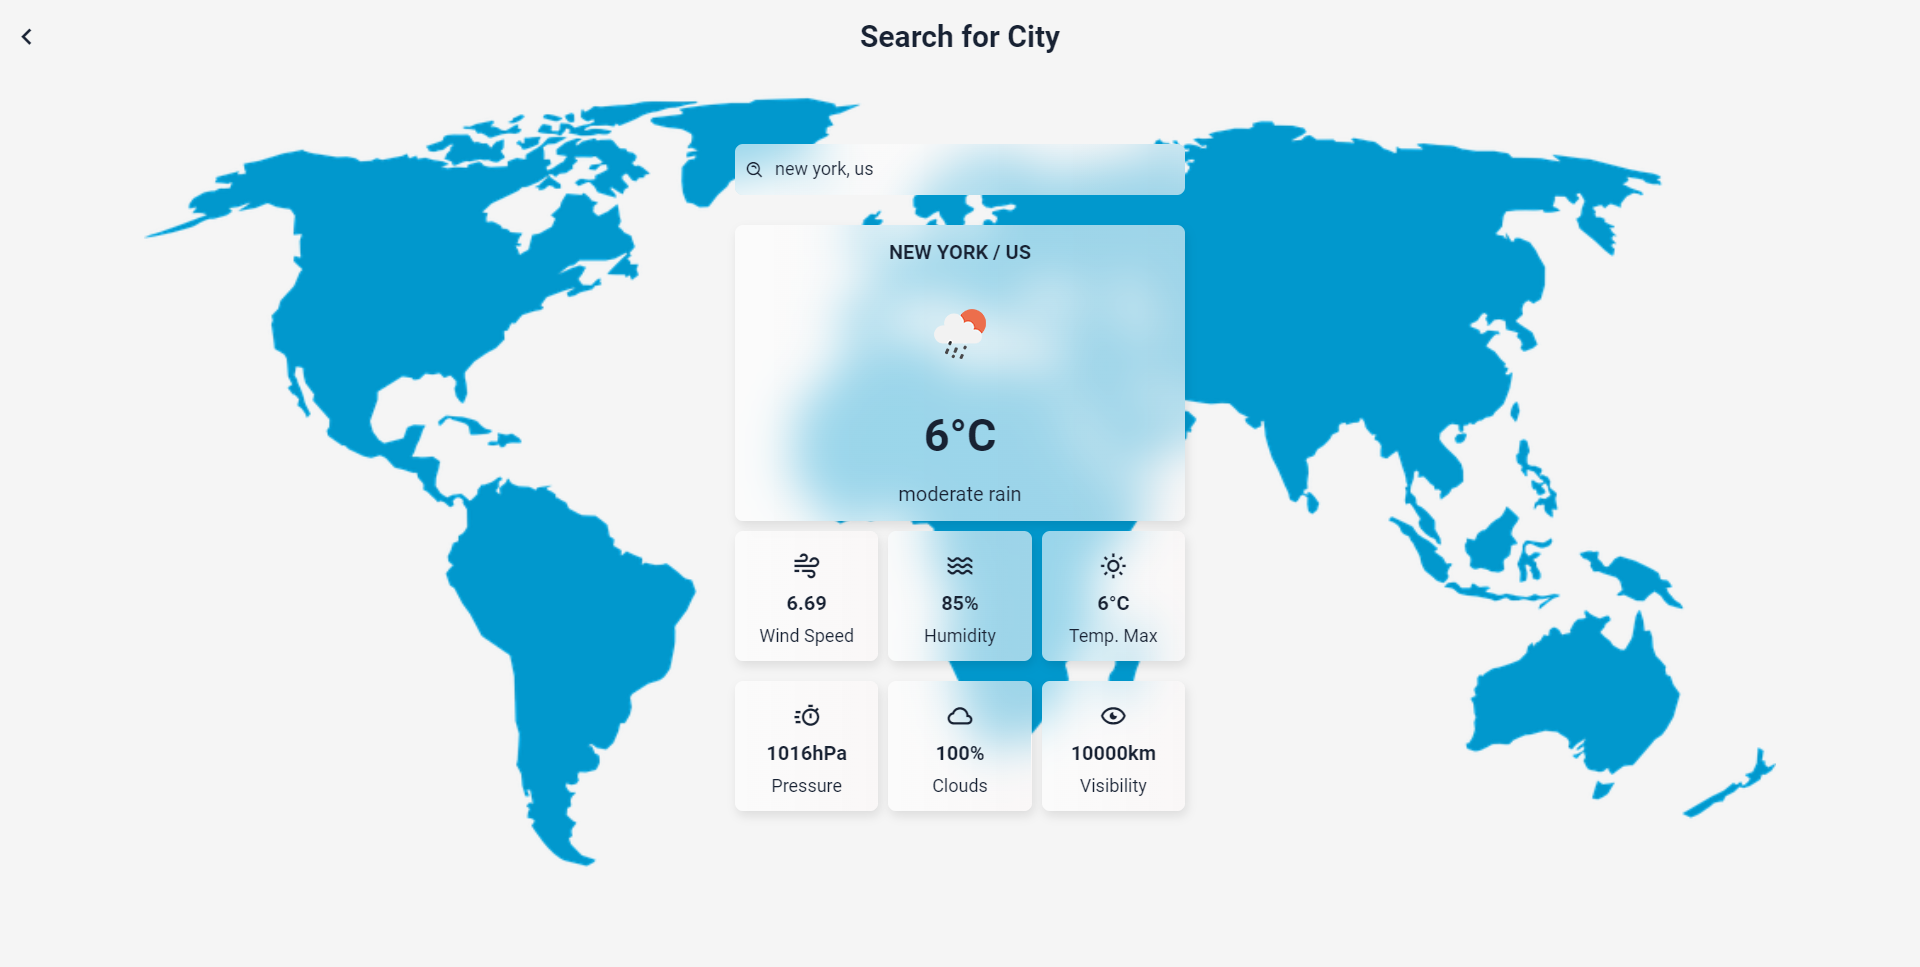 Search for City
new york, us
NEW YORK / US
6°C
moderate rain
6.69
Wind Speed
85%
Humidity
6°C
Temp. Max
1016hPa
Pressure
100%
Clouds
10000km
Visibility